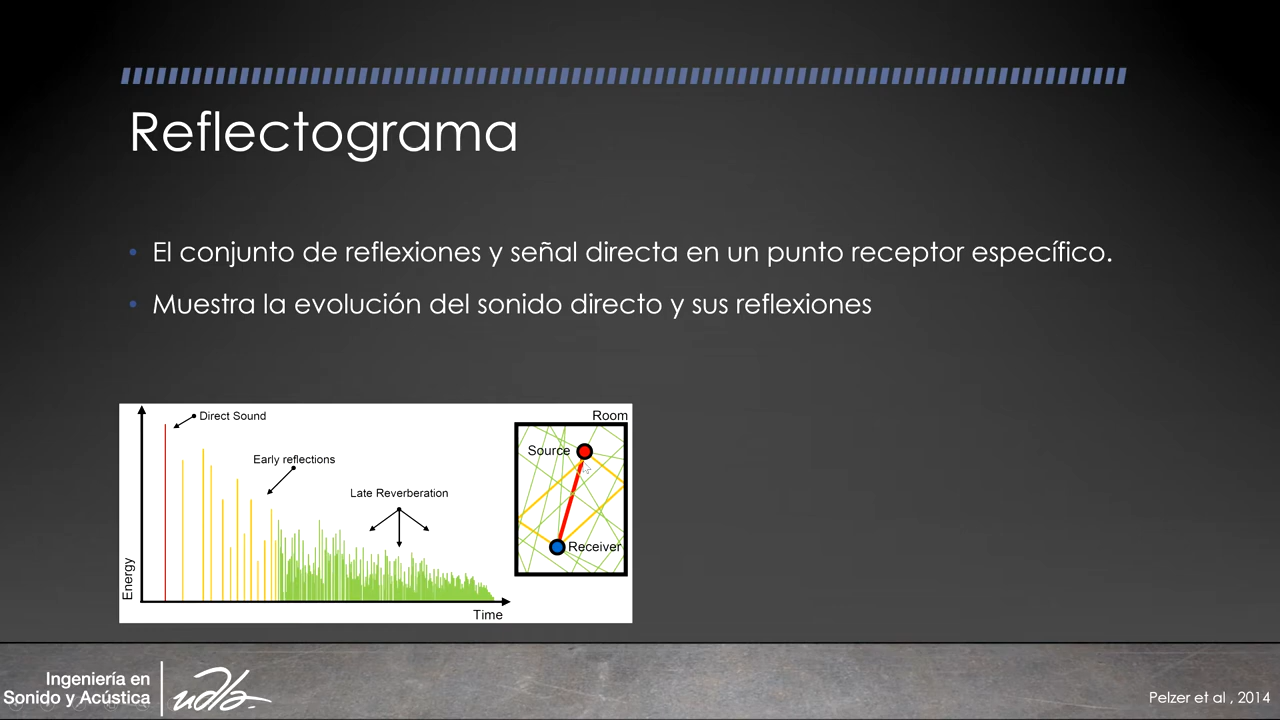 Reflectograma
• El conjunto de reflexiones y señal directa en un punto receptor específico.
• Muestra la evolución del sonido directo y sus reflexiones
Direct Sound
Early reflections
Late Reverberation
Energy
Time
Room
Source
Receiver
Ingeniería en
Sonido y Acústica
udla
Pelzer et al , 2014